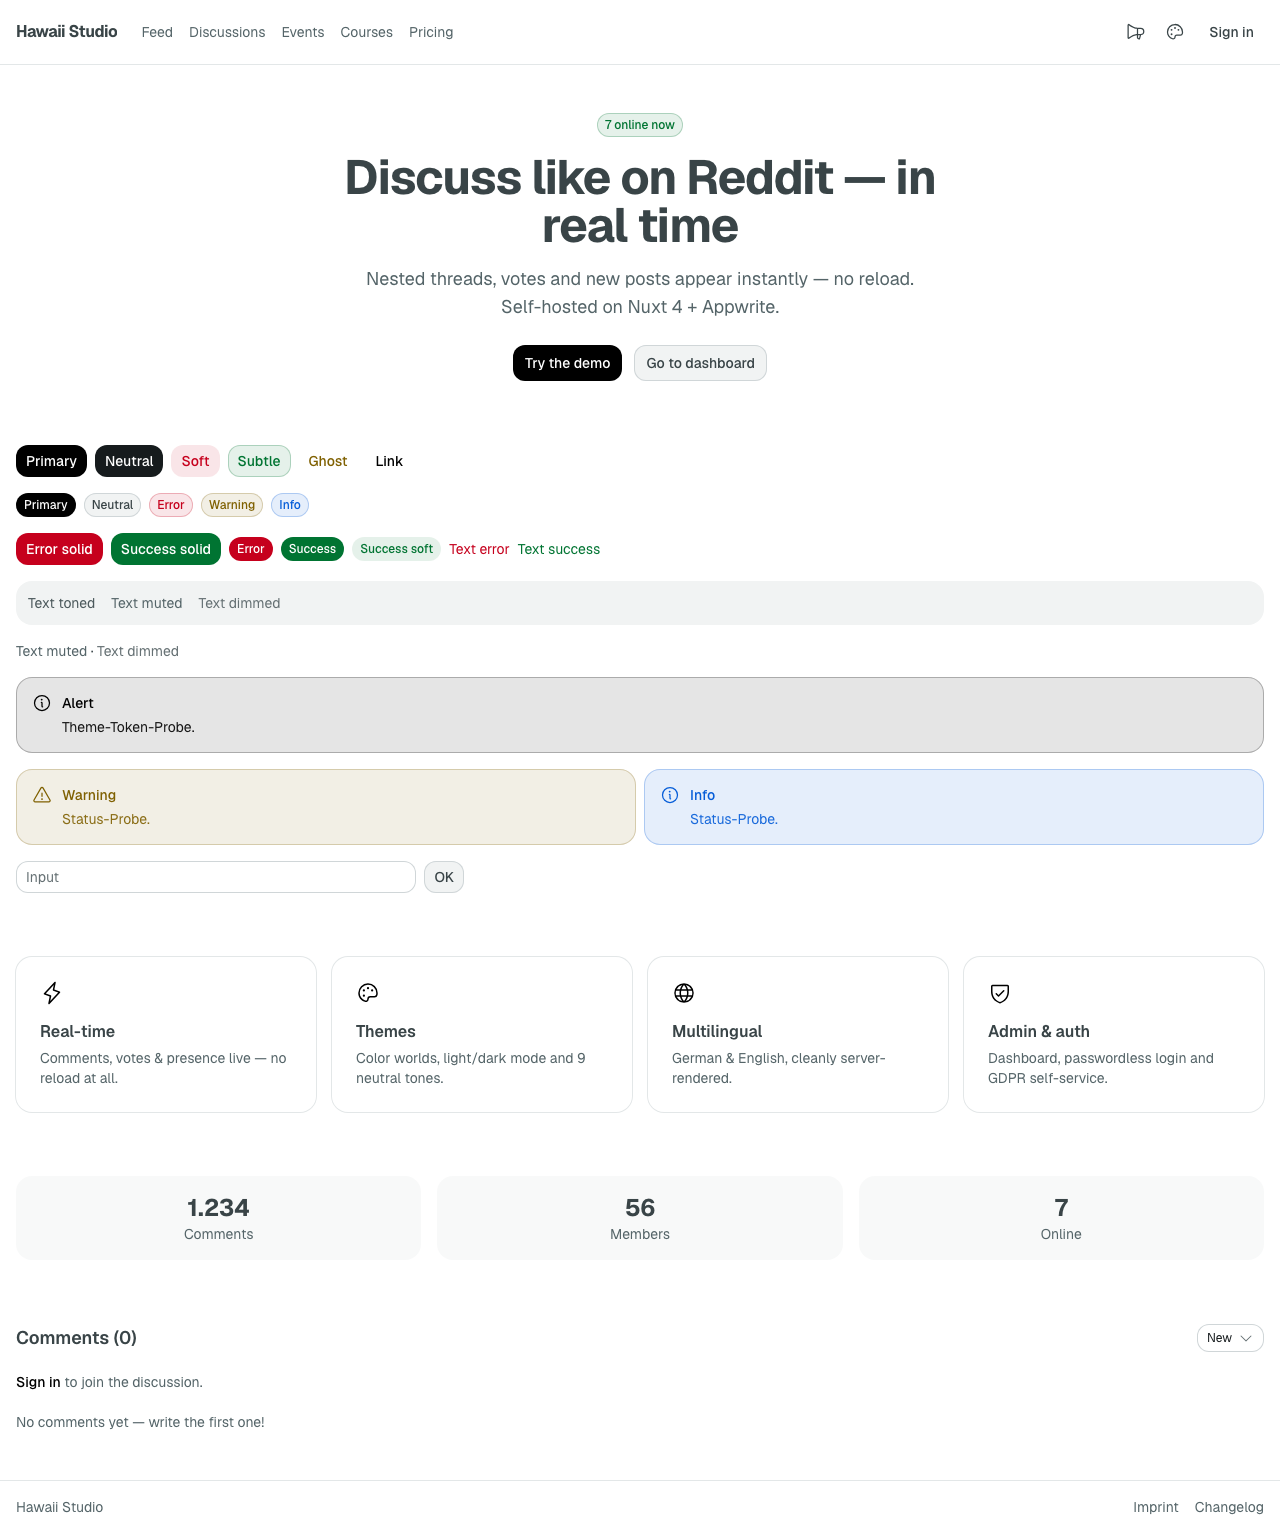 Hawaii Studio Feed Discussions Events Courses Pricing Sign in
7 online now
Discuss like on Reddit — in
real time
Nested threads, votes and new posts appear instantly — no reload.
Self-hosted on Nuxt 4 + Appwrite.
Try the demo Go to dashboard
Primary Neutral Soft Subtle Ghost Link
Primary Neutral Error Warning Info
Error solid Success solid Error Success Success soft Text error Text success
Text toned Text muted Text dimmed
Text muted · Text dimmed
Alert
Theme-Token-Probe.
Warning
Status-Probe.
Info
Status-Probe.
Input OK
Real-time
Comments, votes & presence live — no
reload at all.
Themes
Color worlds, light/dark mode and 9
neutral tones.
Multilingual
German & English, cleanly server-
rendered.
Admin & auth
Dashboard, passwordless login and
GDPR self-service.
1.234
Comments
56
Members
7
Online
Comments (0) New
Sign in to join the discussion.
No comments yet — write the first one!
Hawaii Studio Imprint Changelog